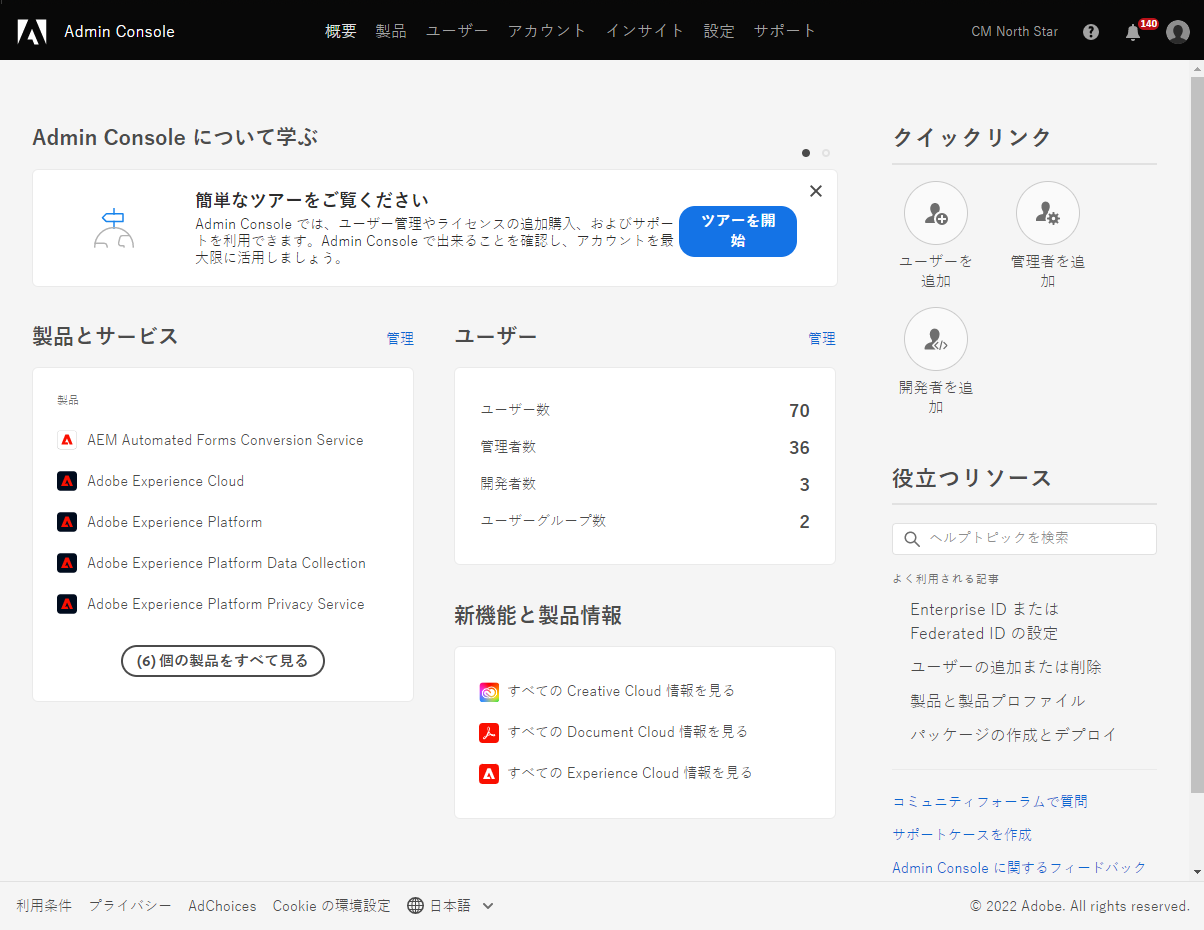 Admin Console
概要 製品 ユーザー アカウント インサイト 設定 サポート
CM North Star
140
Admin Console について学ぶ
簡単なツアーをご覧ください
Admin Console では、ユーザー管理やライセンスの追加購入、およびサポー
トを利用できます。Admin Console で出来ることを確認し、アカウントを最
大限に活用しましょう。
ツアーを開
始
製品とサービス
管理
製品
AEM Automated Forms Conversion Service
Adobe Experience Cloud
Adobe Experience Platform
Adobe Experience Platform Data Collection
Adobe Experience Platform Privacy Service
(6) 個の製品をすべて見る
ユーザー
管理
ユーザー数 70
管理者数 36
開発者数 3
ユーザーグループ数 2
新機能と製品情報
すべての Creative Cloud 情報を見る
すべての Document Cloud 情報を見る
すべての Experience Cloud 情報を見る
クイックリンク
ユーザーを
追加
管理者を追
加
開発者を追
加
役立つリソース
ヘルプトピックを検索
よく利用される記事
Enterprise ID または
Federated ID の設定
ユーザーの追加または削除
製品と製品プロファイル
パッケージの作成とデプロイ
コミュニティフォーラムで質問
サポートケースを作成
Admin Console に関するフィードバック
利用条件 プライバシー AdChoices Cookie の環境設定 日本語
© 2022 Adobe. All rights reserved.